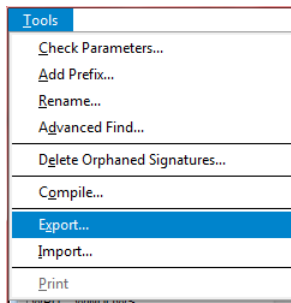 Tools
Check Parameters...
Add Prefix...
Rename...
Advanced Find...
Delete Orphaned Signatures...
Compile...
Export...
Import...
Print